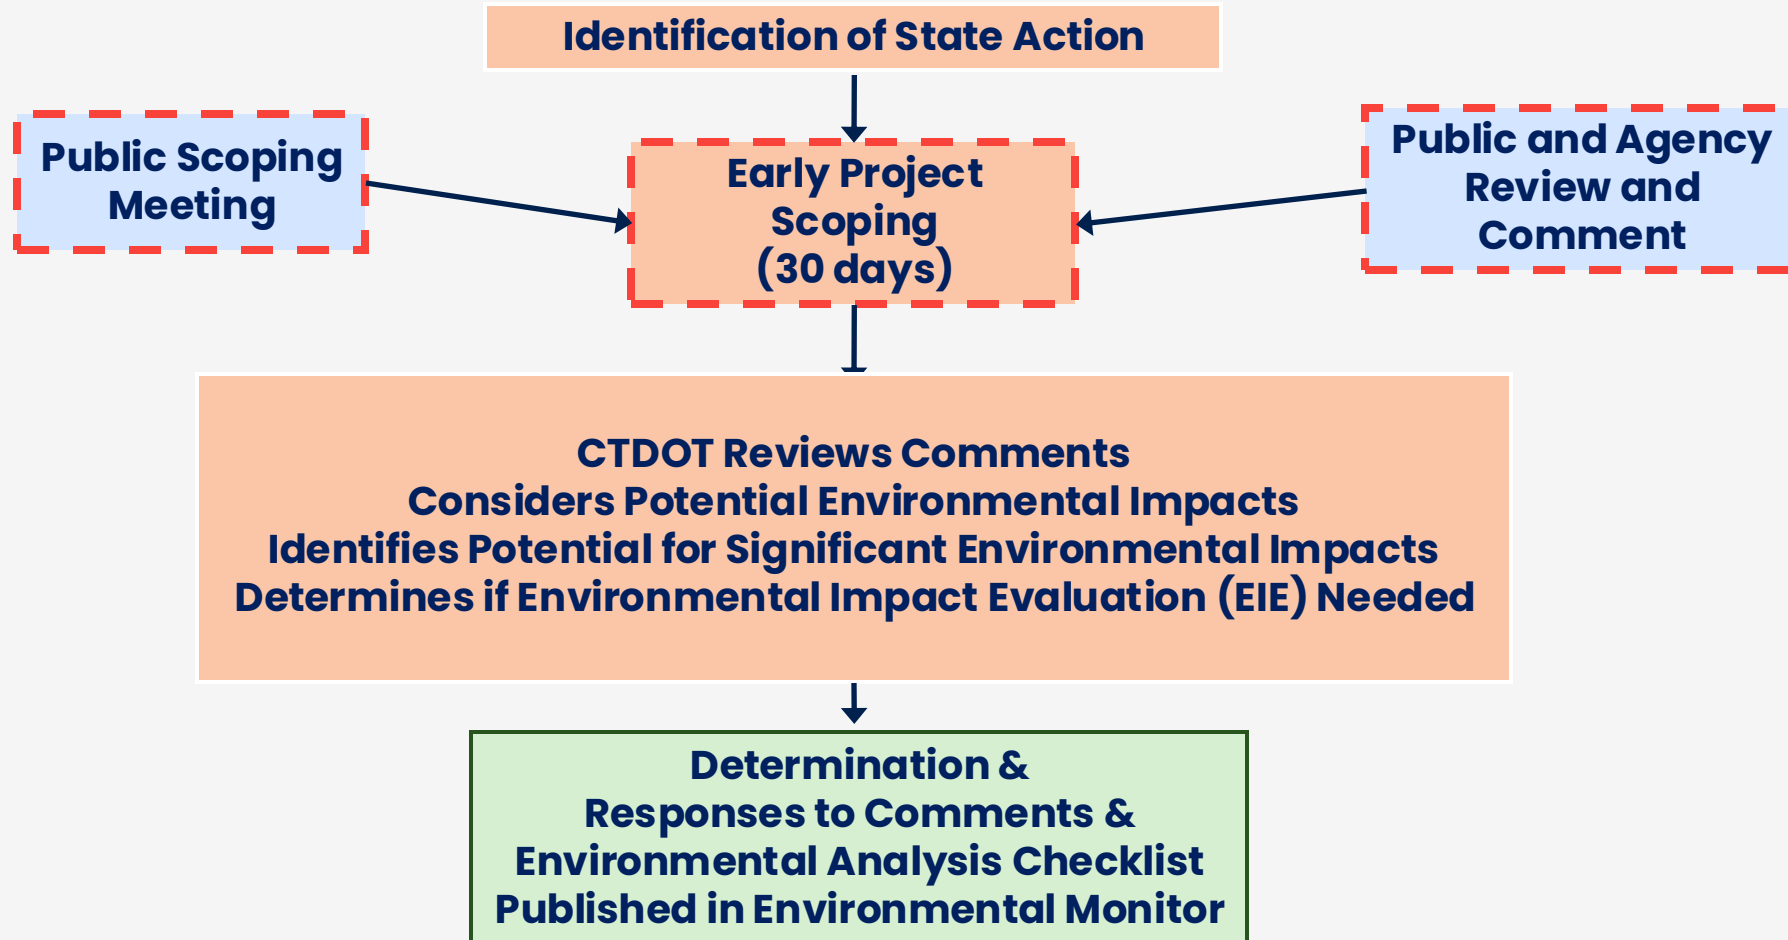 Identification of State Action
Public Scoping
Meeting
Early Project
Scoping
(30 days)
Public and Agency
Review and
Comment
CTDOT Reviews Comments
Considers Potential Environmental Impacts
Identifies Potential for Significant Environmental Impacts
Determines if Environmental Impact Evaluation (EIE) Needed
Determination &
Responses to Comments &
Environmental Analysis Checklist
Published in Environmental Monitor